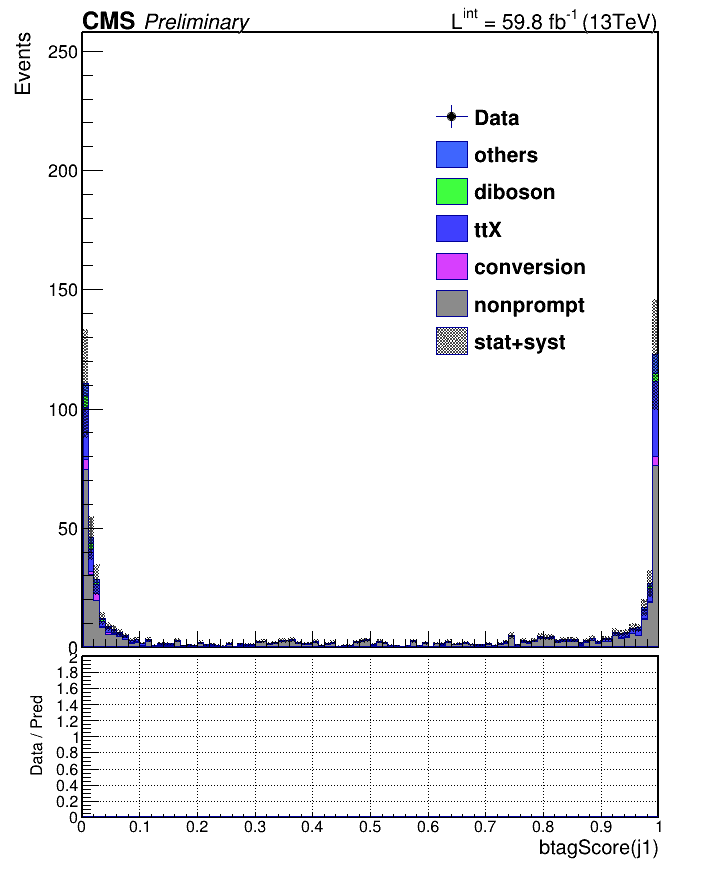 CMS Preliminary
L^int = 59.8 fb^-1 (13TeV)
Events
250
200
150
100
50
0
Data
others
diboson
ttX
conversion
nonprompt
stat+syst
Data / Pred
2
1.8
1.6
1.4
1.2
1
0.8
0.6
0.4
0.2
0
0 0.1 0.2 0.3 0.4 0.5 0.6 0.7 0.8 0.9 1
btagScore(j1)